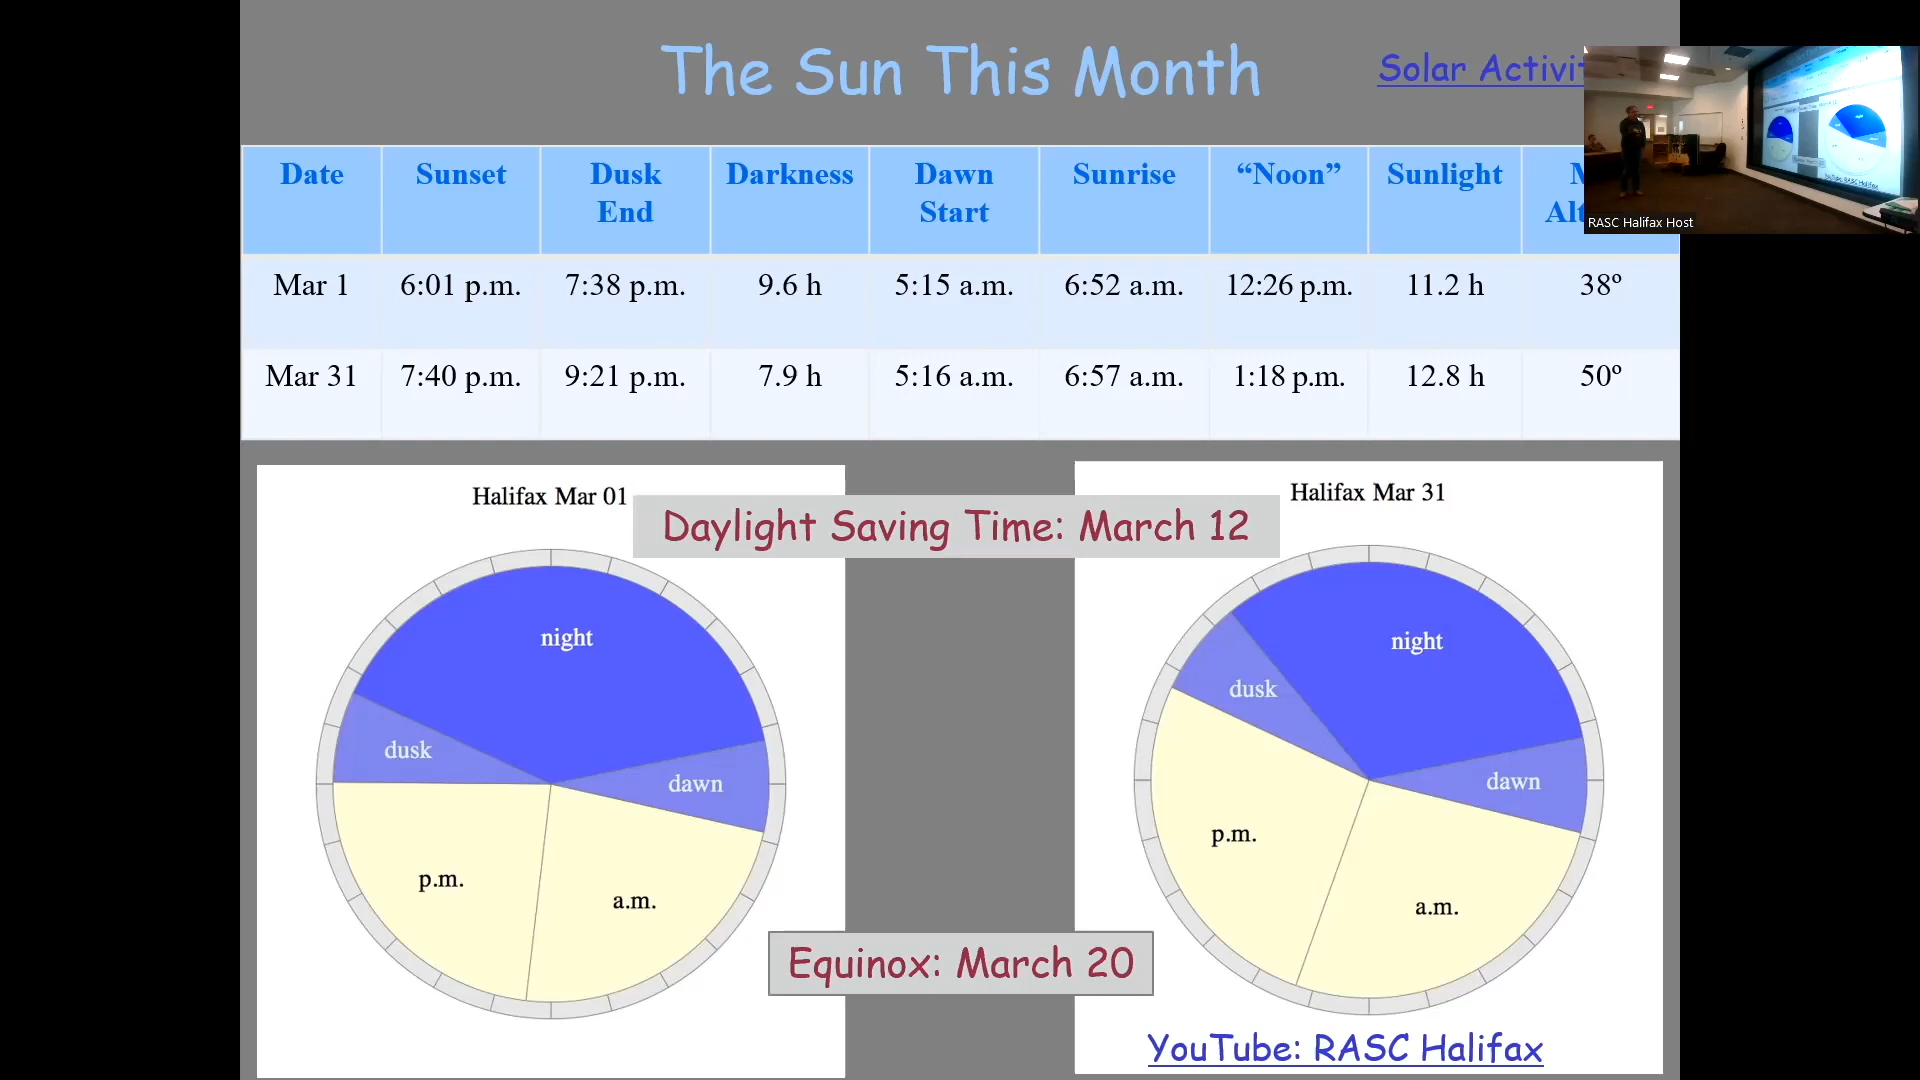 The Sun This Month
Solar Activi
RASC Halifax Host
Date Sunset Dusk End Darkness Dawn Start Sunrise “Noon” Sunlight
Mar 1 6:01 p.m. 7:38 p.m. 9.6 h 5:15 a.m. 6:52 a.m. 12:26 p.m. 11.2 h 38º
Mar 31 7:40 p.m. 9:21 p.m. 7.9 h 5:16 a.m. 6:57 a.m. 1:18 p.m. 12.8 h 50º
Halifax Mar 01
Halifax Mar 31
Daylight Saving Time: March 12
night
dusk
dawn
p.m.
a.m.
night
dusk
dawn
p.m.
a.m.
Equinox: March 20
YouTube: RASC Halifax